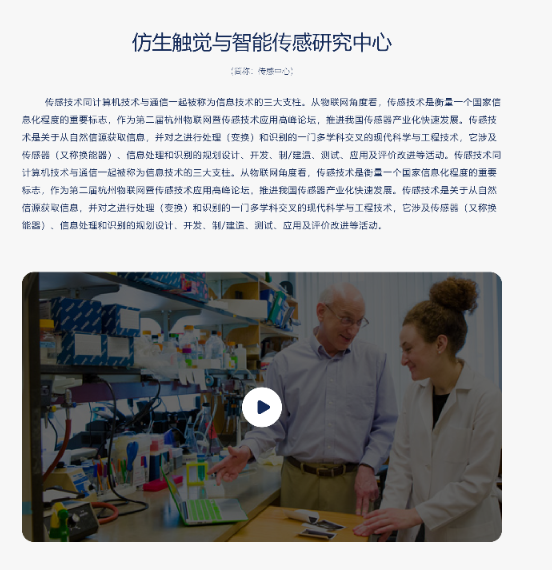 仿生触觉与智能传感研究中心
（简称：传感中心）
传感技术同计算机技术与通信一起被称为信息技术的三大支柱。从物联网角度看，传感技术是衡量一个国家信
息化程度的重要标志，作为第二届杭州物联网暨传感技术应用高峰论坛，推进我国传感器产业化快速发展。传感技
术是关于从自然信源获取信息，并对之进行处理（变换）和识别的一门多学科交叉的现代科学与工程技术，它涉及
传感器（又称换能器）、信息处理和识别的规划设计、开发、制/建造、测试、应用及评价改进等活动。传感技术同
计算机技术与通信一起被称为信息技术的三大支柱。从物联网角度看，传感技术是衡量一个国家信息化程度的重要
标志，作为第二届杭州物联网暨传感技术应用高峰论坛，推进我国传感器产业化快速发展。传感技术是关于从自然
信源获取信息，并对之进行处理（变换）和识别的一门多学科交叉的现代科学与工程技术，它涉及传感器（又称换
能器）、信息处理和识别的规划设计、开发、制/建造、测试、应用及评价改进等活动。